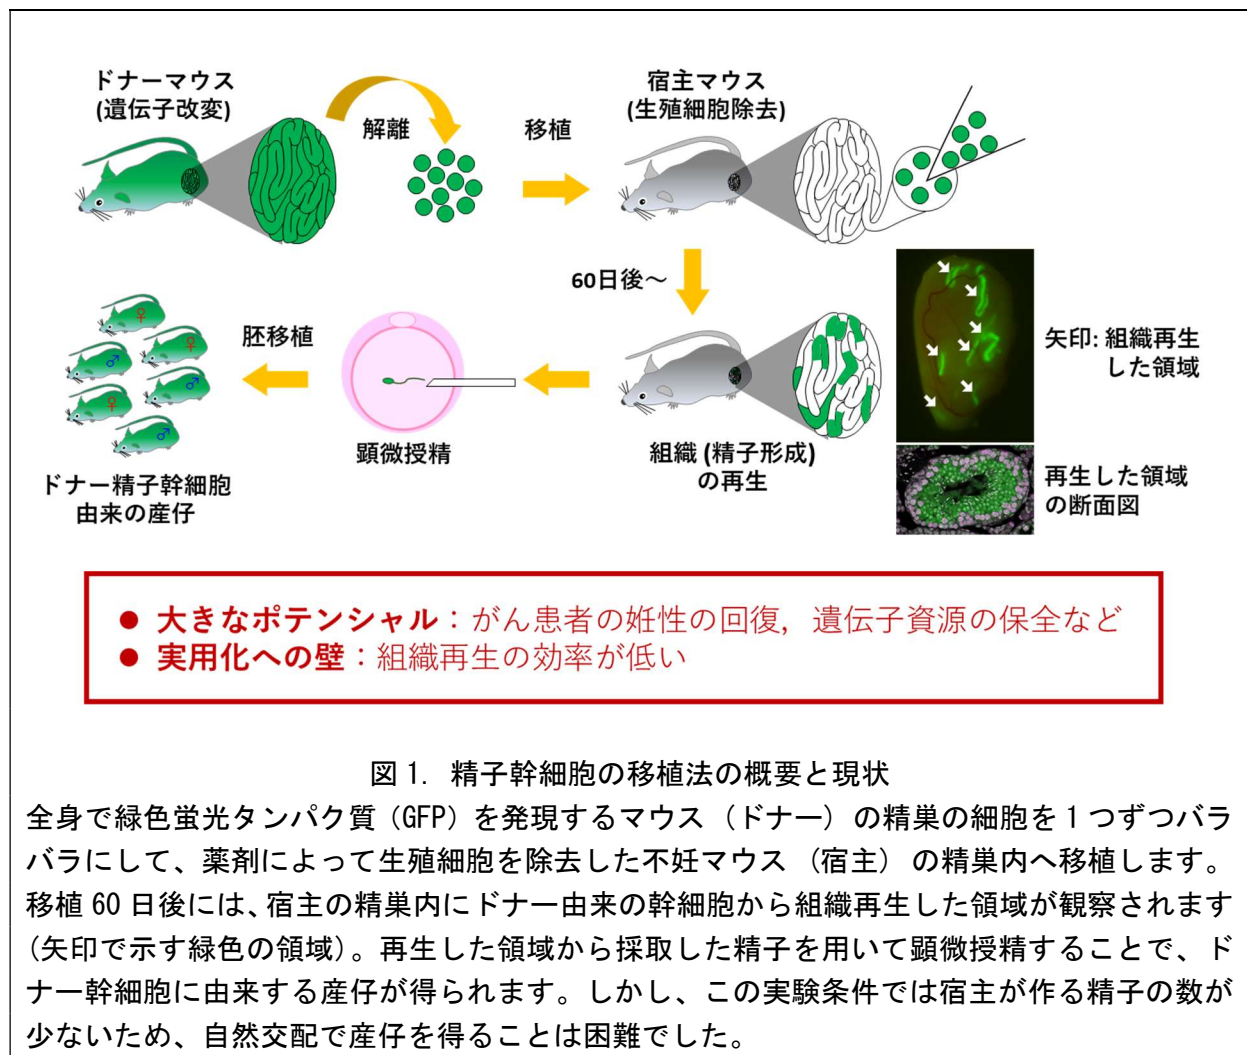 ドナーマウス
(遺伝子改変)
解離
移植
宿主マウス
(生殖細胞除去)
60日後～
矢印: 組織再生
した領域
組織 (精子形成)
の再生
再生した領域
の断面図
顕微授精
胚移植
♀
♀
♂
♂
♀
♂
ドナー精子幹細胞
由来の産仔
● 大きなポテンシャル：がん患者の妊性の回復，遺伝子資源の保全など
● 実用化への壁：組織再生の効率が低い
図 1. 精子幹細胞の移植法の概要と現状
全身で緑色蛍光タンパク質（GFP）を発現するマウス（ドナー）の精巣の細胞を 1 つずつバラ
バラにして、薬剤によって生殖細胞を除去した不妊マウス（宿主）の精巣内へ移植します。
移植 60 日後には、宿主の精巣内にドナー由来の幹細胞から組織再生した領域が観察されます
（矢印で示す緑色の領域）。再生した領域から採取した精子を用いて顕微授精することで、ド
ナー幹細胞に由来する産仔が得られます。しかし、この実験条件では宿主が作る精子の数が
少ないため、自然交配で産仔を得ることは困難でした。